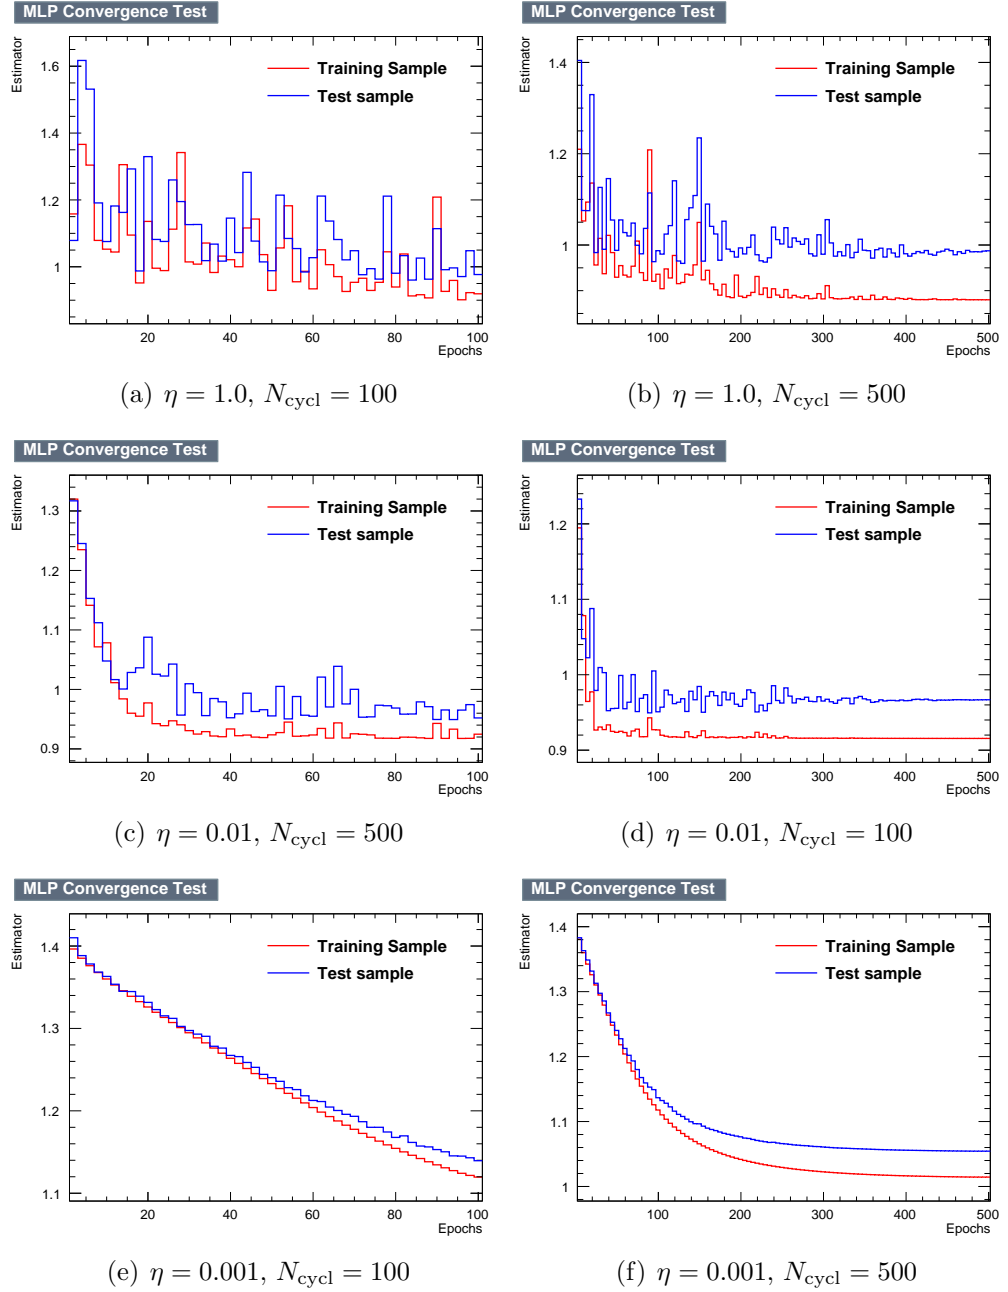 MLP Convergence Test
Estimator
1.6
1.4
1.2
1
Training Sample
Test sample
20 40 60 80 100
Epochs
(a) η = 1.0, N_cycl = 100
MLP Convergence Test
Estimator
1.4
1.2
1
Training Sample
Test sample
100 200 300 400 500
Epochs
(b) η = 1.0, N_cycl = 500
MLP Convergence Test
Estimator
1.3
1.2
1.1
1
0.9
Training Sample
Test sample
20 40 60 80 100
Epochs
(c) η = 0.01, N_cycl = 500
MLP Convergence Test
Estimator
1.2
1.1
1
0.9
Training Sample
Test sample
100 200 300 400 500
Epochs
(d) η = 0.01, N_cycl = 100
MLP Convergence Test
Estimator
1.4
1.3
1.2
1.1
Training Sample
Test sample
20 40 60 80 100
Epochs
(e) η = 0.001, N_cycl = 100
MLP Convergence Test
Estimator
1.4
1.3
1.2
1.1
1
Training Sample
Test sample
100 200 300 400 500
Epochs
(f) η = 0.001, N_cycl = 500